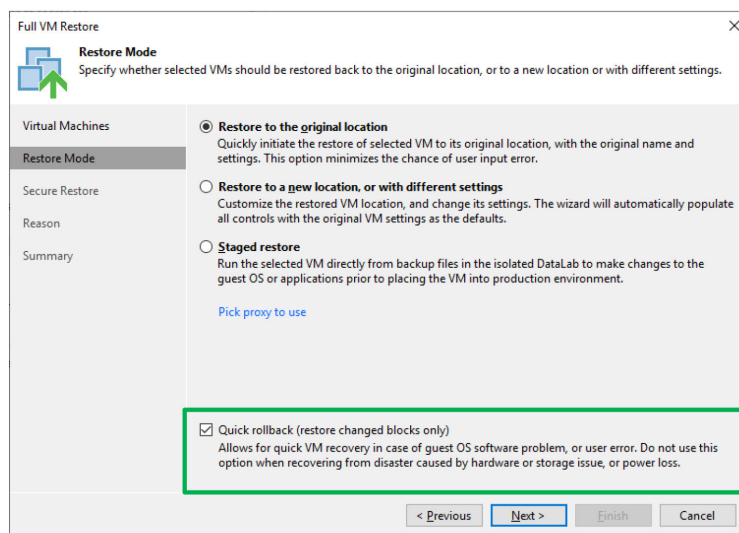 Full VM Restore
Restore Mode
Specify whether selected VMs should be restored back to the original location, or to a new location or with different settings.
Virtual Machines
Restore Mode
Secure Restore
Reason
Summary
Restore to the original location
Quickly initiate the restore of selected VM to its original location, with the original name and
settings. This option minimizes the chance of user input error.
Restore to a new location, or with different settings
Customize the restored VM location, and change its settings. The wizard will automatically populate
all controls with the original VM settings as the defaults.
Staged restore
Run the selected VM directly from backup files in the isolated DataLab to make changes to the
guest OS or applications prior to placing the VM into production environment.
Pick proxy to use
Quick rollback (restore changed blocks only)
Allows for quick VM recovery in case of guest OS software problem, or user error. Do not use this
option when recovering from disaster caused by hardware or storage issue, or power loss.
< Previous
Next >
Finish
Cancel